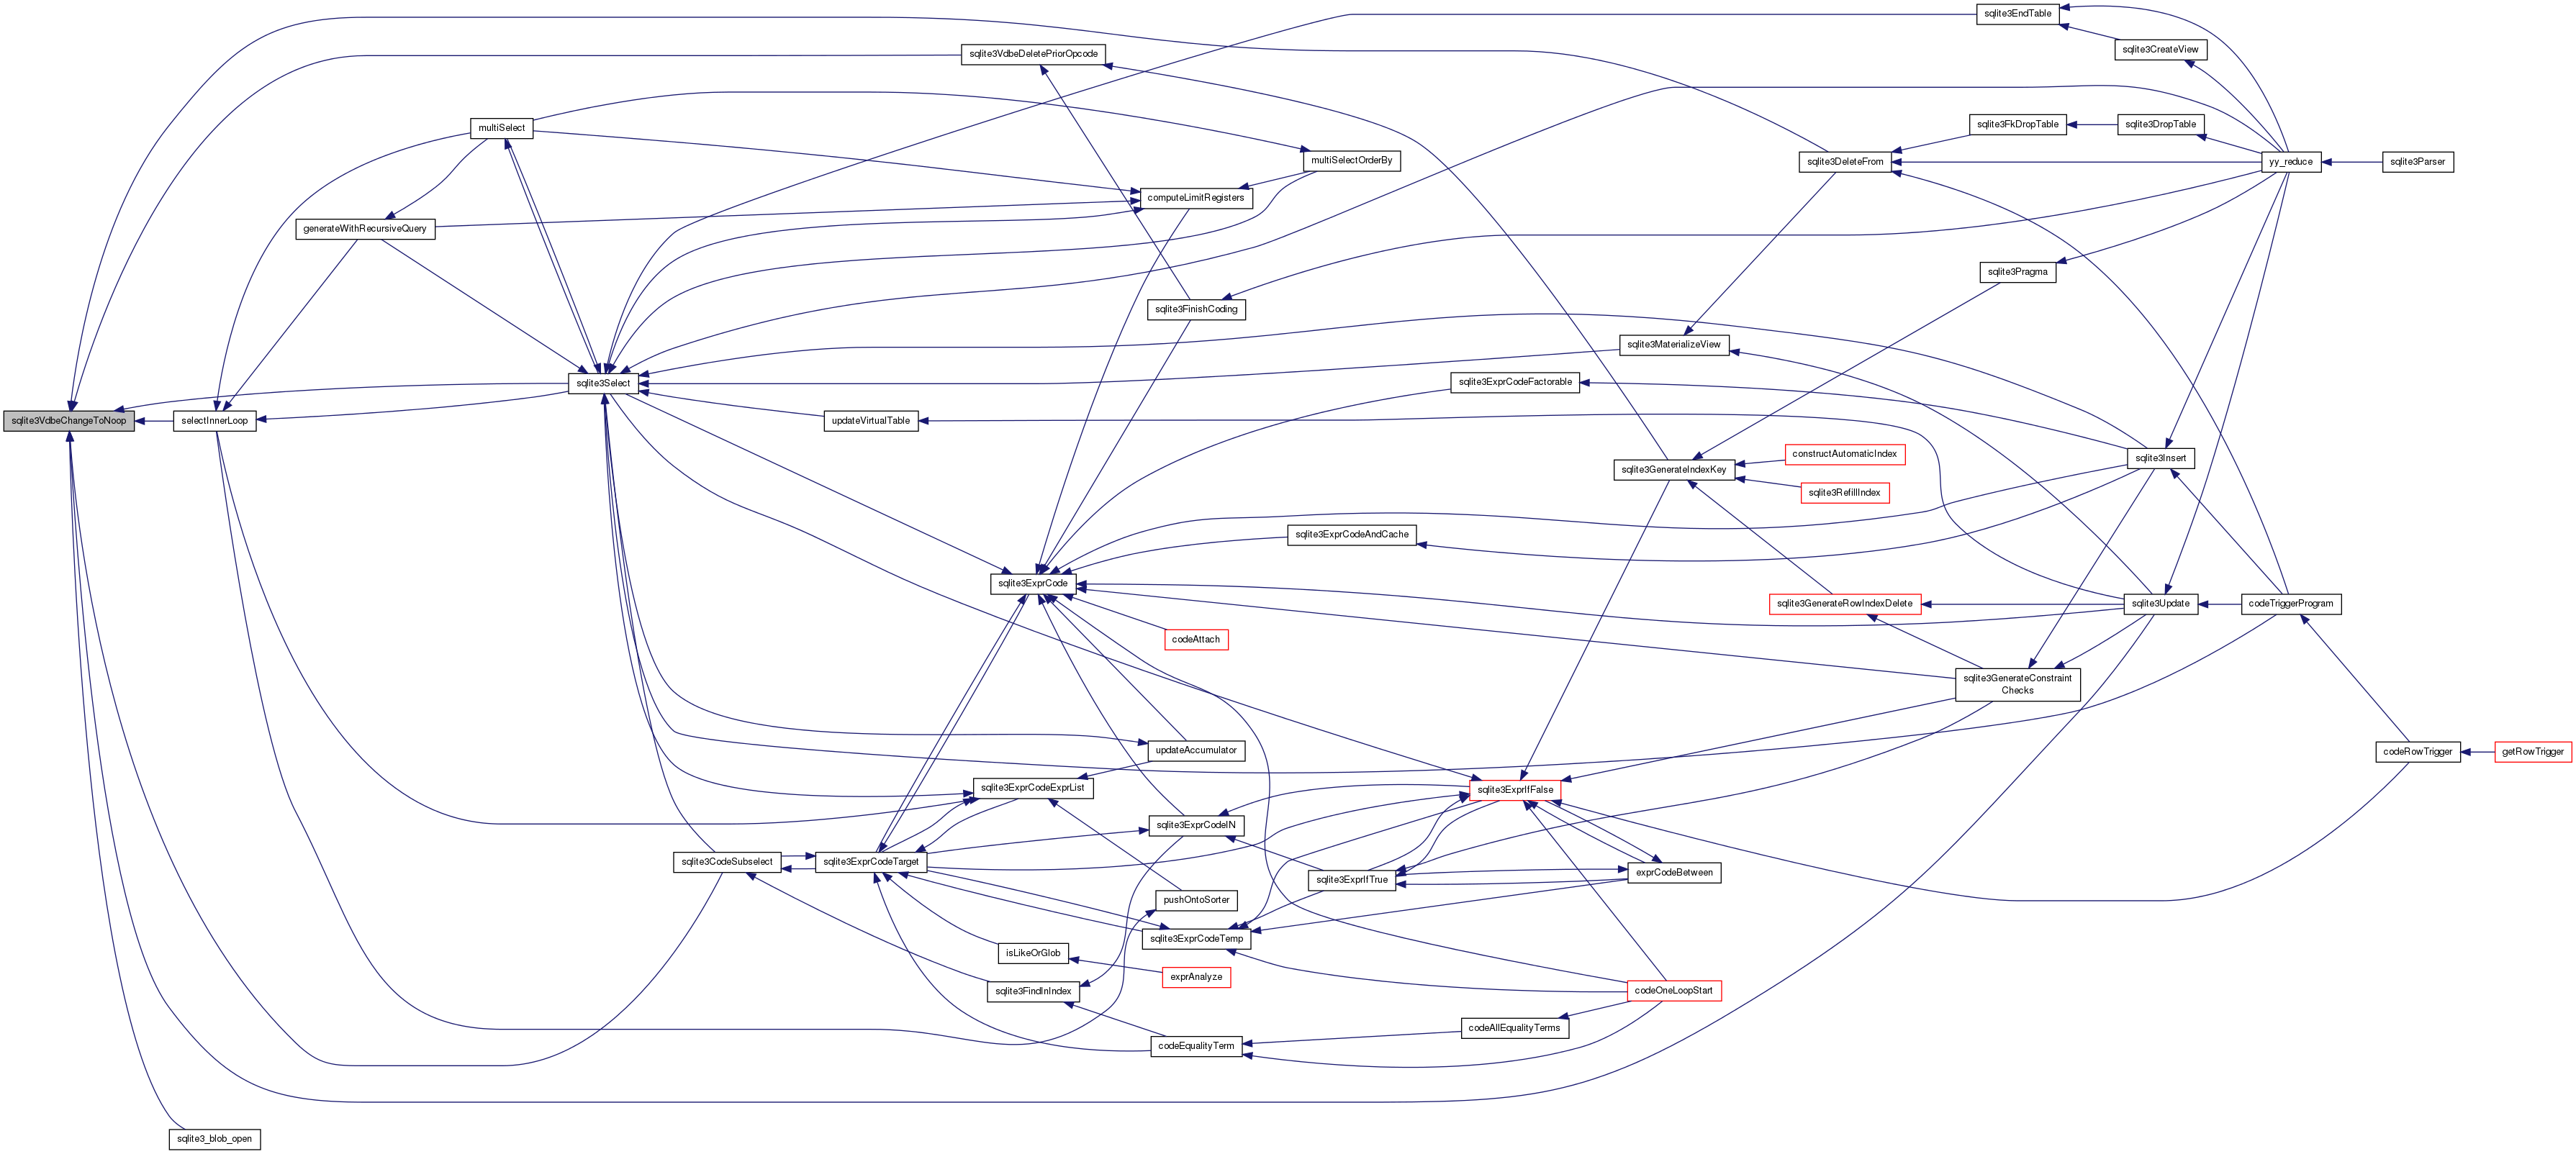 sqlite3EndTable
sqlite3CreateView
sqlite3VdbeDeletePriorOpcode
multiSelect
sqlite3FkDropTable
sqlite3DropTable
multiSelectOrderBy
sqlite3DeleteFrom
yy_reduce
sqlite3Parser
computeLimitRegisters
generateWithRecursiveQuery
sqlite3Pragma
sqlite3FinishCoding
sqlite3MaterializeView
sqlite3Select
sqlite3ExprCodeFactorable
sqlite3VdbeChangeToNoop
selectInnerLoop
updateVirtualTable
constructAutomaticIndex
sqlite3Insert
sqlite3GenerateIndexKey
sqlite3RefillIndex
sqlite3ExprCodeAndCache
sqlite3ExprCode
sqlite3GenerateRowIndexDelete
sqlite3Update
codeTriggerProgram
codeAttach
sqlite3GenerateConstraint
Checks
updateAccumulator
codeRowTrigger
getRowTrigger
sqlite3ExprCodeExprList
sqlite3ExprIfFalse
sqlite3ExprCodeIN
sqlite3CodeSubselect
sqlite3ExprCodeTarget
sqlite3ExprIfTrue
exprCodeBetween
pushOntoSorter
sqlite3ExprCodeTemp
isLikeOrGlob
exprAnalyze
sqlite3FindInIndex
codeOneLoopStart
codeAllEqualityTerms
codeEqualityTerm
sqlite3_blob_open